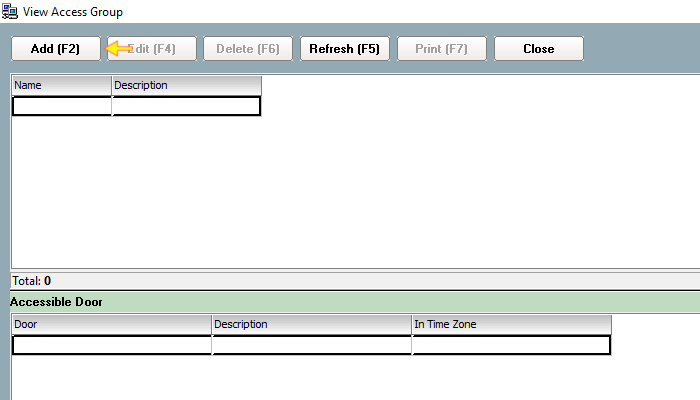 View Access Group
Add (F2) Edit (F4) Delete (F6) Refresh (F5) Print (F7) Close
Name Description
Total: 0
Accessible Door
Door Description In Time Zone